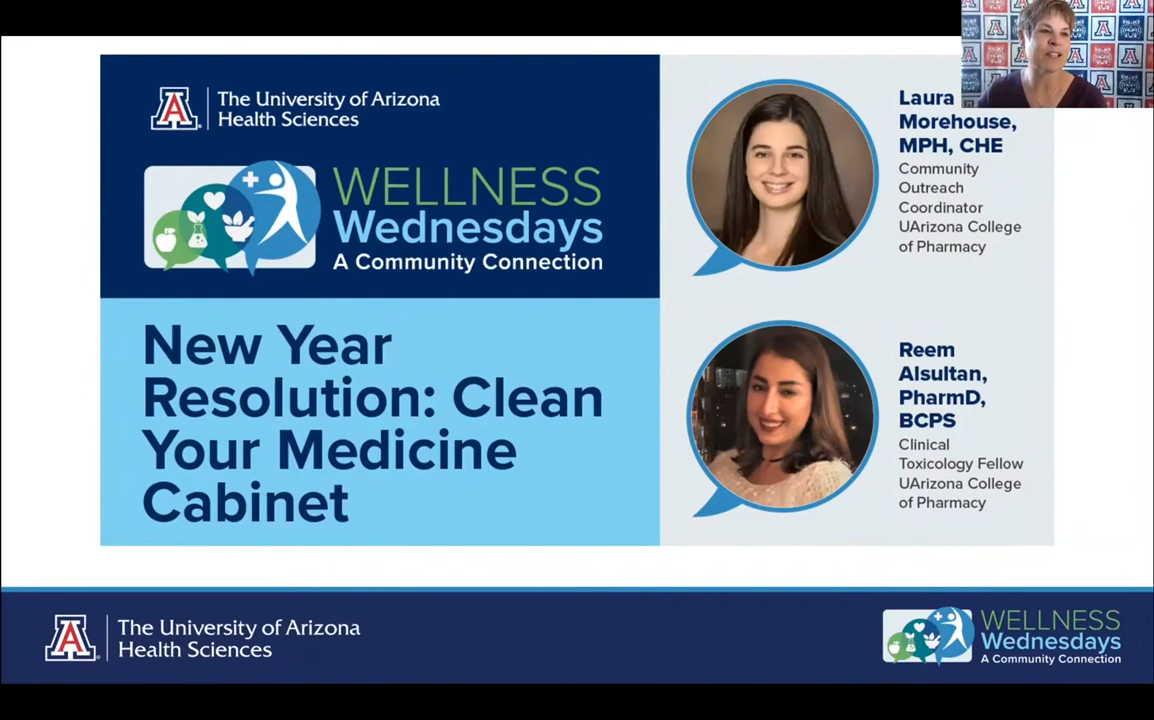 The University of Arizona
Health Sciences
WELLNESS
Wednesdays
A Community Connection
New Year
Resolution: Clean
Your Medicine
Cabinet
Laura
Morehouse,
MPH, CHE
Community
Outreach
Coordinator
UArizona College
of Pharmacy
Reem
Alsultan,
PharmD,
BCPS
Clinical
Toxicology Fellow
UArizona College
of Pharmacy
The University of Arizona
Health Sciences
WELLNESS
Wednesdays
A Community Connection